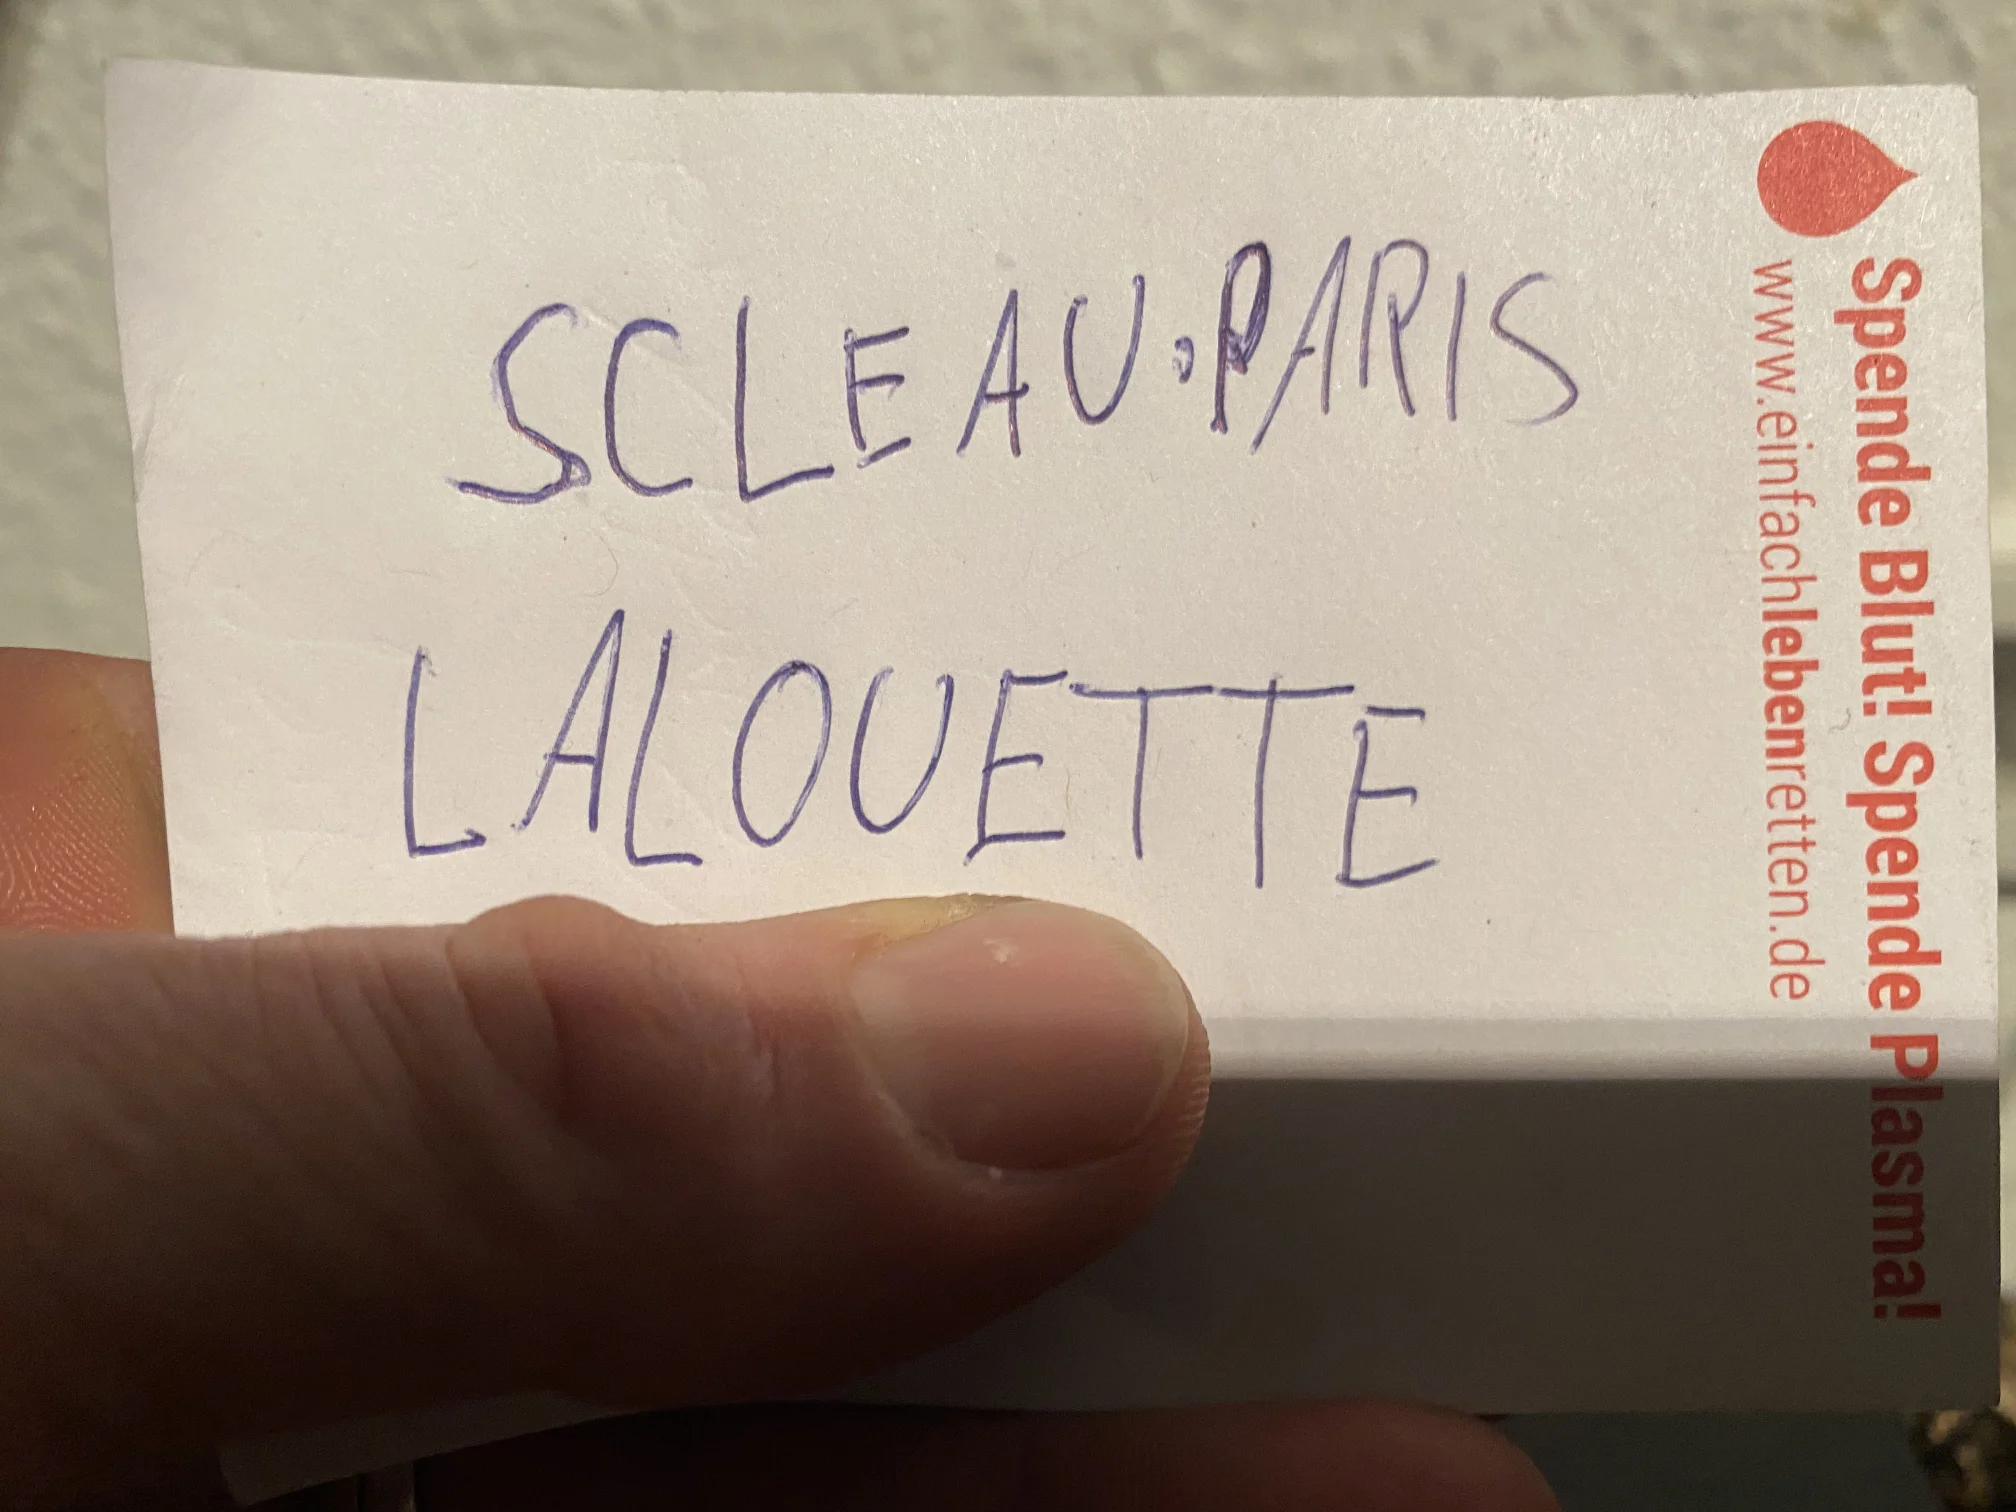 SCLEAU.PARIS
LALOUETTE
Spende Blut! Spende Plasma!
www.einfachlebenretten.de